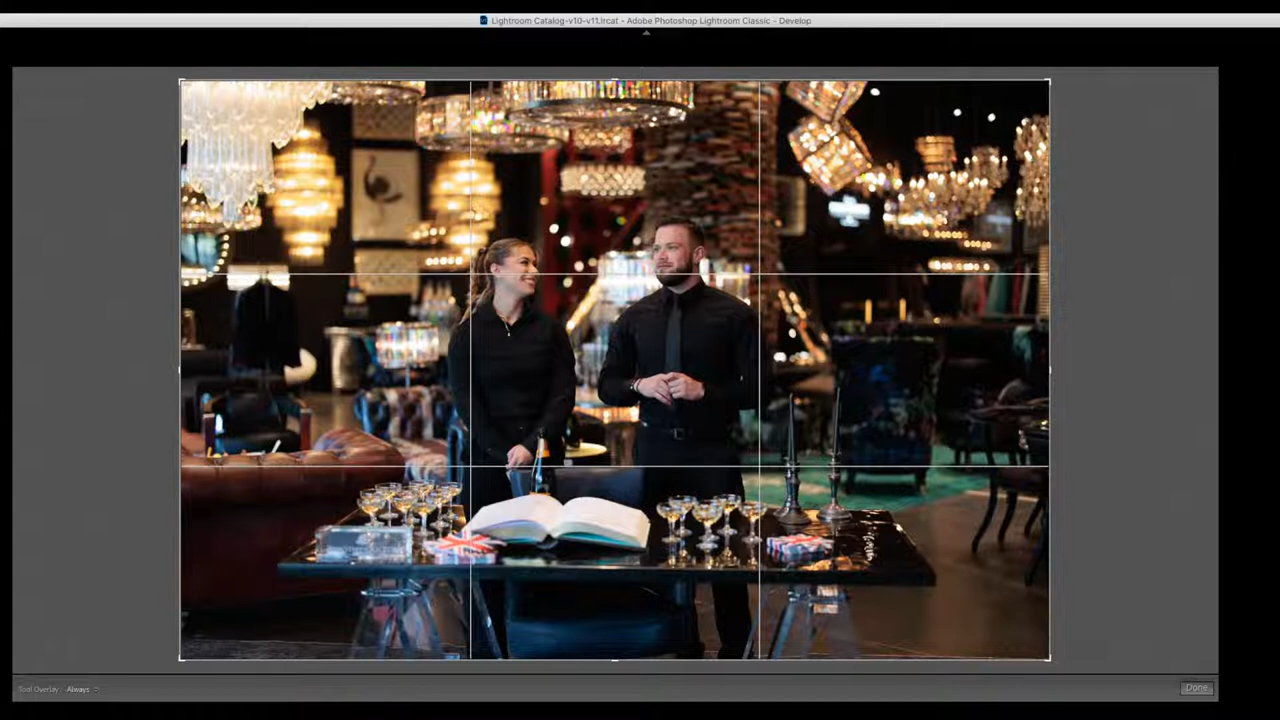 Lightroom Catalog-v10-v11.lrcat - Adobe Photoshop Lightroom Classic - Develop
Tool Overlay: Always
Done